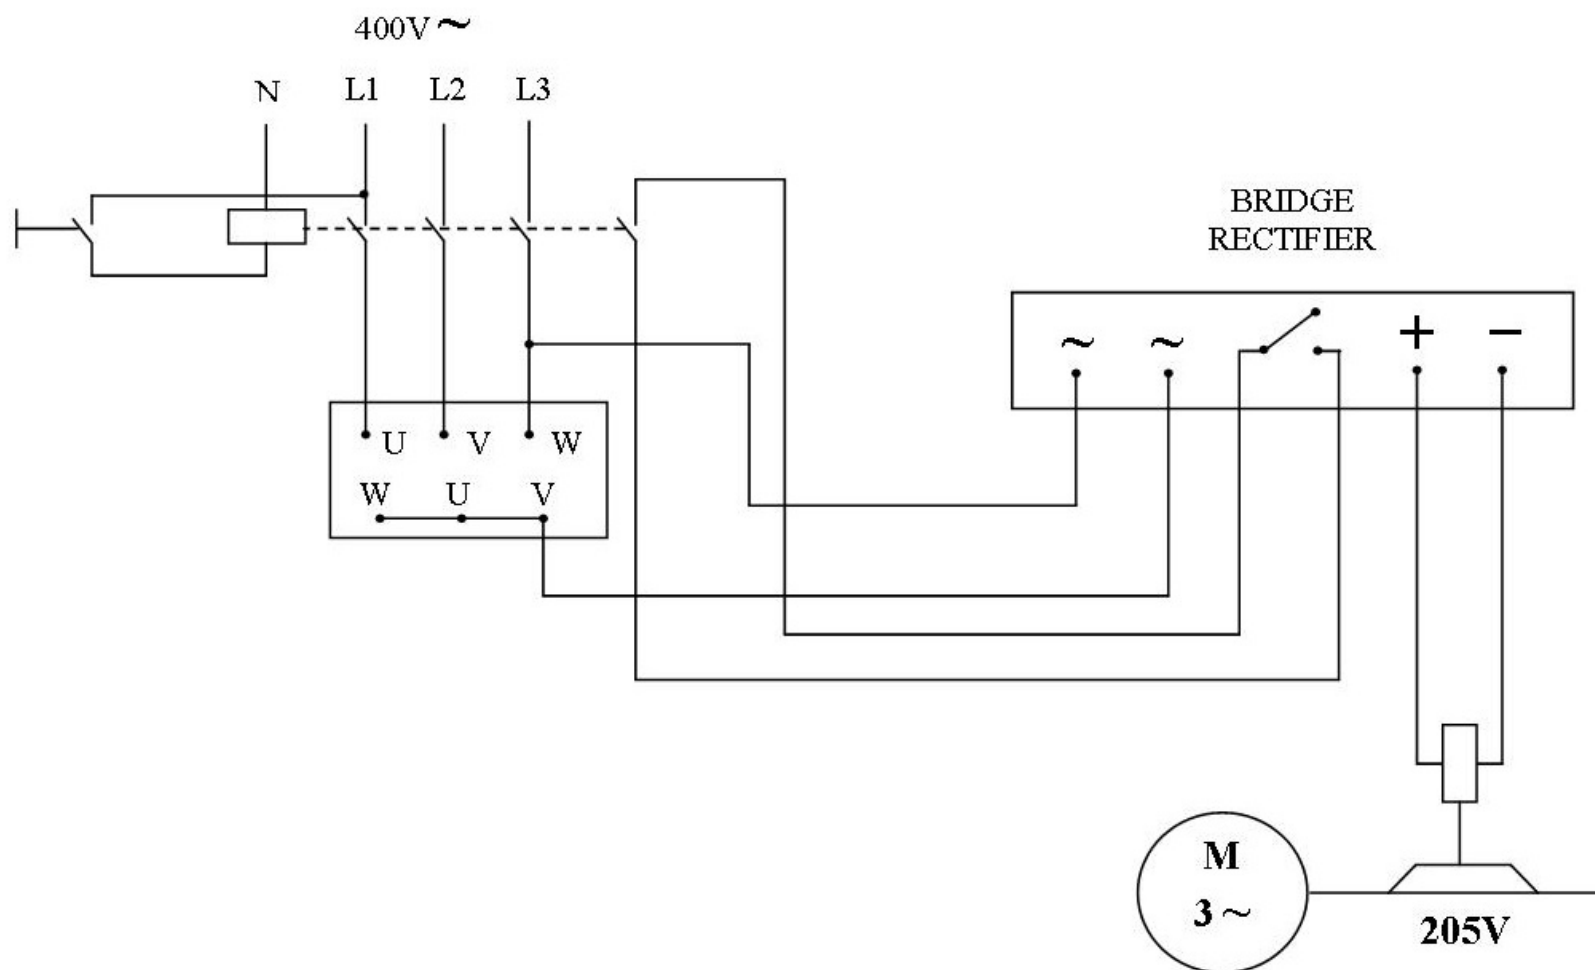 400V ~
N L1 L2 L3
BRIDGE
RECTIFIER
~ ~ + −
U V W
W U V
M
3 ~
205V